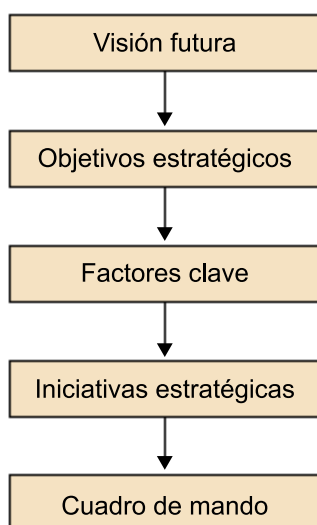 Visión futura
Objetivos estratégicos
Factores clave
Iniciativas estratégicas
Cuadro de mando